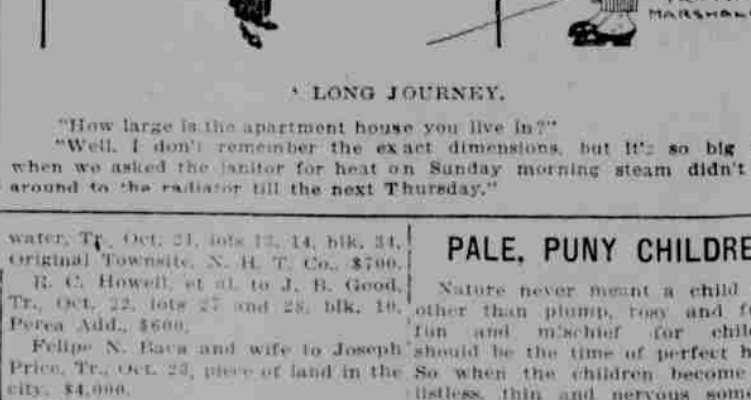 MARSHAL
' LONG JOURNEY.
"How large is the apartment house you live in?"
"Well, I don't remember the exact dimensions, but it's so big
when we asked the janitor for heat on Sunday morning steam didn't
around to the radiator till the next Thursday."
water, Tr., Oct. 21, lots 13, 14, blk. 34,
Original Townsite, N. H. T. Co., $700.
R. C. Howell, et al. to J. B. Good,
Tr., Oct. 22, lots 27 and 28, blk. 10,
Perea Add., $600.
Felipe N. Baca and wife to Joseph
Price, Tr., Oct. 23, piece of land in the
city, $4,000.
PALE, PUNY CHILDRE
Nature never meant a child
other than plump, rosy and f
fun and mischief for chil
should be the time of perfect h
So when the children become
listless, thin and nervous som